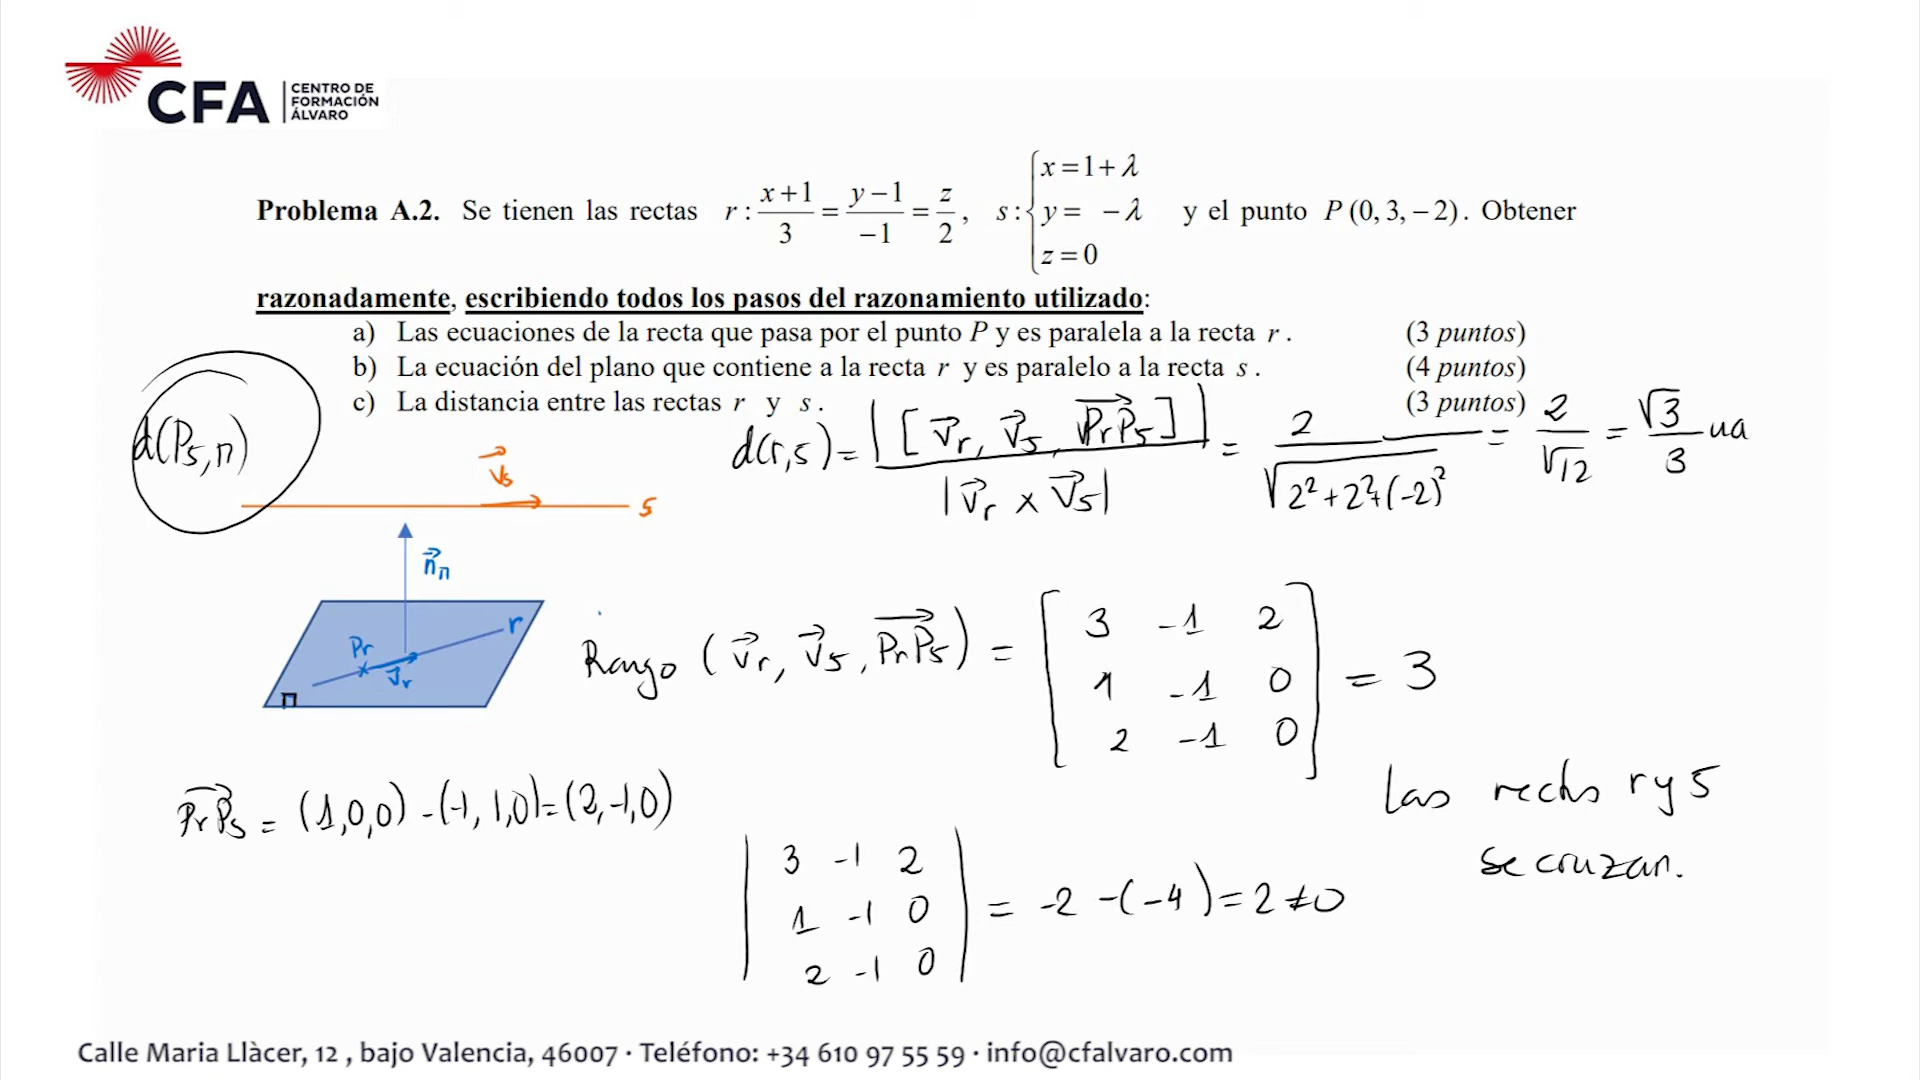 CFA CENTRO DE FORMACIÓN ÁLVARO
Problema A.2. Se tienen las rectas r : (x+1)/3 = (y−1)/−1 = z/2, s : { x = 1 + λ
y = −λ
z = 0 y el punto P (0, 3, −2). Obtener
razonadamente, escribiendo todos los pasos del razonamiento utilizado:
a) Las ecuaciones de la recta que pasa por el punto P y es paralela a la recta r . (3 puntos)
b) La ecuación del plano que contiene a la recta r y es paralelo a la recta s . (4 puntos)
c) La distancia entre las rectas r y s . (3 puntos)
d(Ps, π)
d(r,s) = |[v⃗r, v⃗s, PrPs⃗]| / |v⃗r × v⃗s| = 2 / √(2² + 2² + (-2)²) = 2/√12 = √3/3 ua
v⃗s
s
n⃗π
r
Pr
v⃗r
π
Rango (v⃗r, v⃗s, PrPs⃗) = [ 3 -1 2
1 -1 0
2 -1 0 ] = 3
Las rectas r y s
se cruzan.
PrPs⃗ = (1,0,0) - (-1, 1,0) = (2,-1,0)
| 3 -1 2
1 -1 0
2 -1 0 | = -2 -(-4) = 2 ≠ 0
Calle Maria Llàcer, 12 , bajo Valencia, 46007 · Teléfono: +34 610 97 55 59 · info@cfalvaro.com